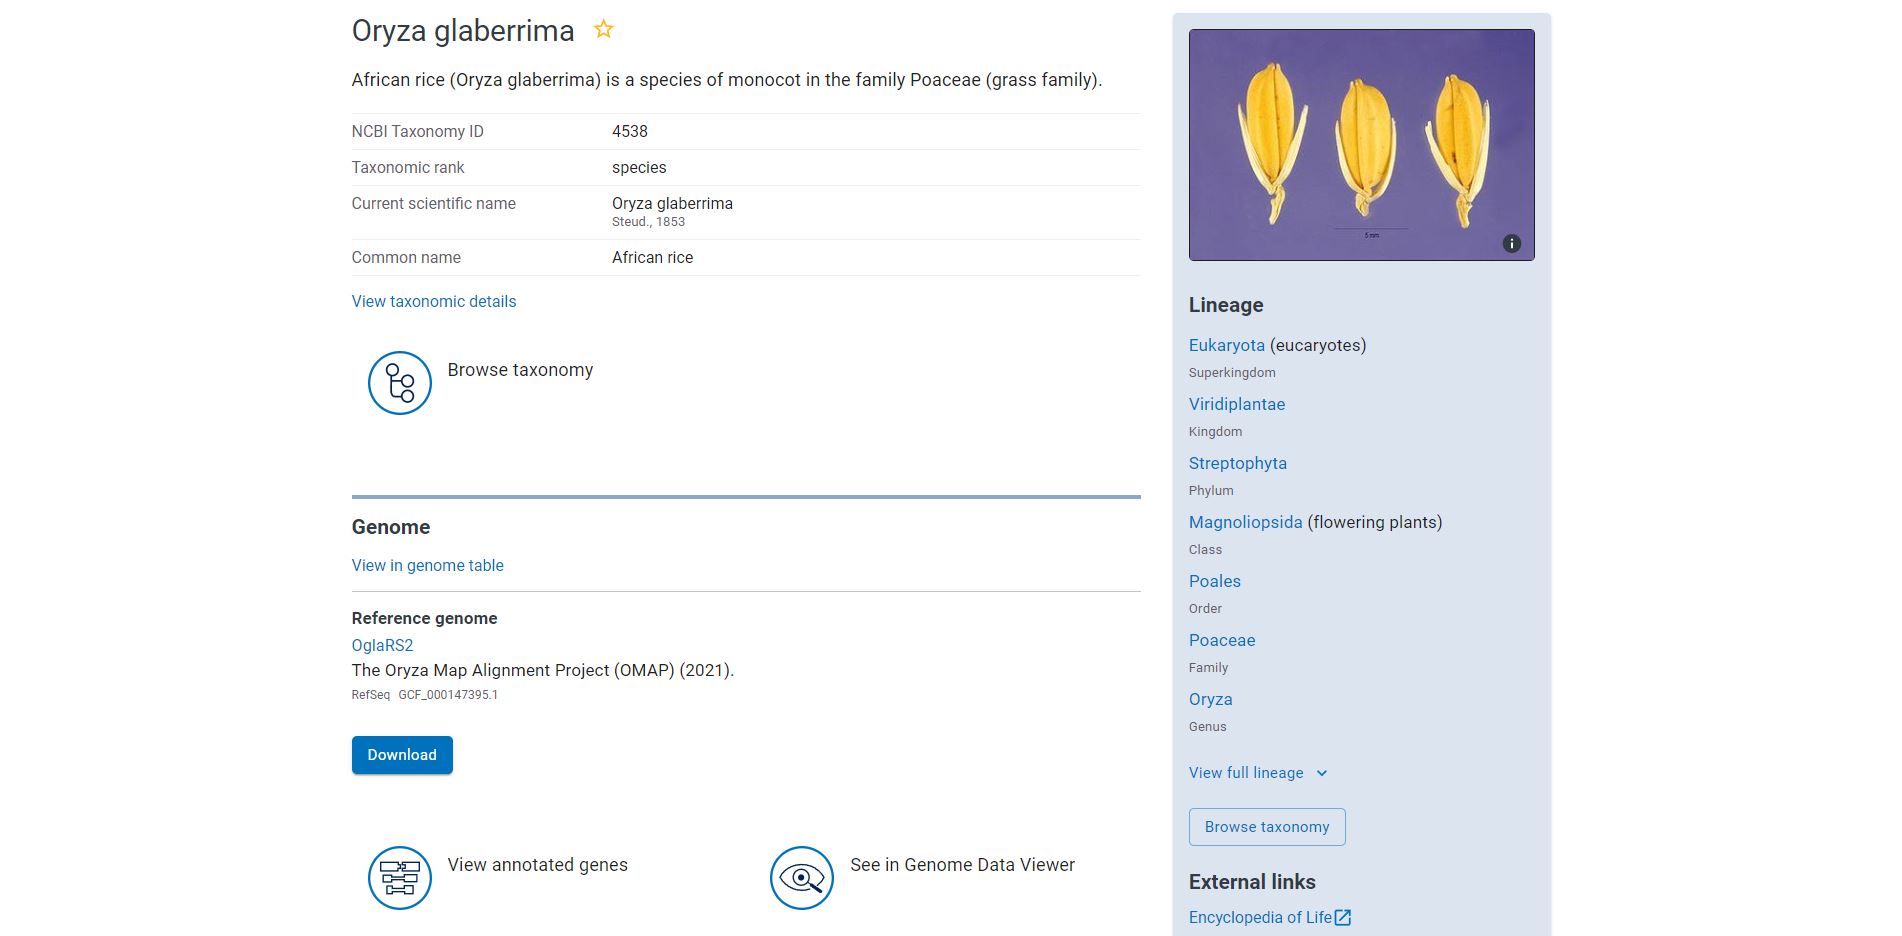 Oryza glaberrima
African rice (Oryza glaberrima) is a species of monocot in the family Poaceae (grass family).
NCBI Taxonomy ID 4538
Taxonomic rank species
Current scientific name Oryza glaberrima
Steud., 1853
Common name African rice
View taxonomic details
Browse taxonomy
Genome
View in genome table
Reference genome
OglaRS2
The Oryza Map Alignment Project (OMAP) (2021).
RefSeq GCF_000147395.1
Download
View annotated genes
See in Genome Data Viewer
5 mm
i
Lineage
Eukaryota (eucaryotes)
Superkingdom
Viridiplantae
Kingdom
Streptophyta
Phylum
Magnoliopsida (flowering plants)
Class
Poales
Order
Poaceae
Family
Oryza
Genus
View full lineage
Browse taxonomy
External links
Encyclopedia of Life